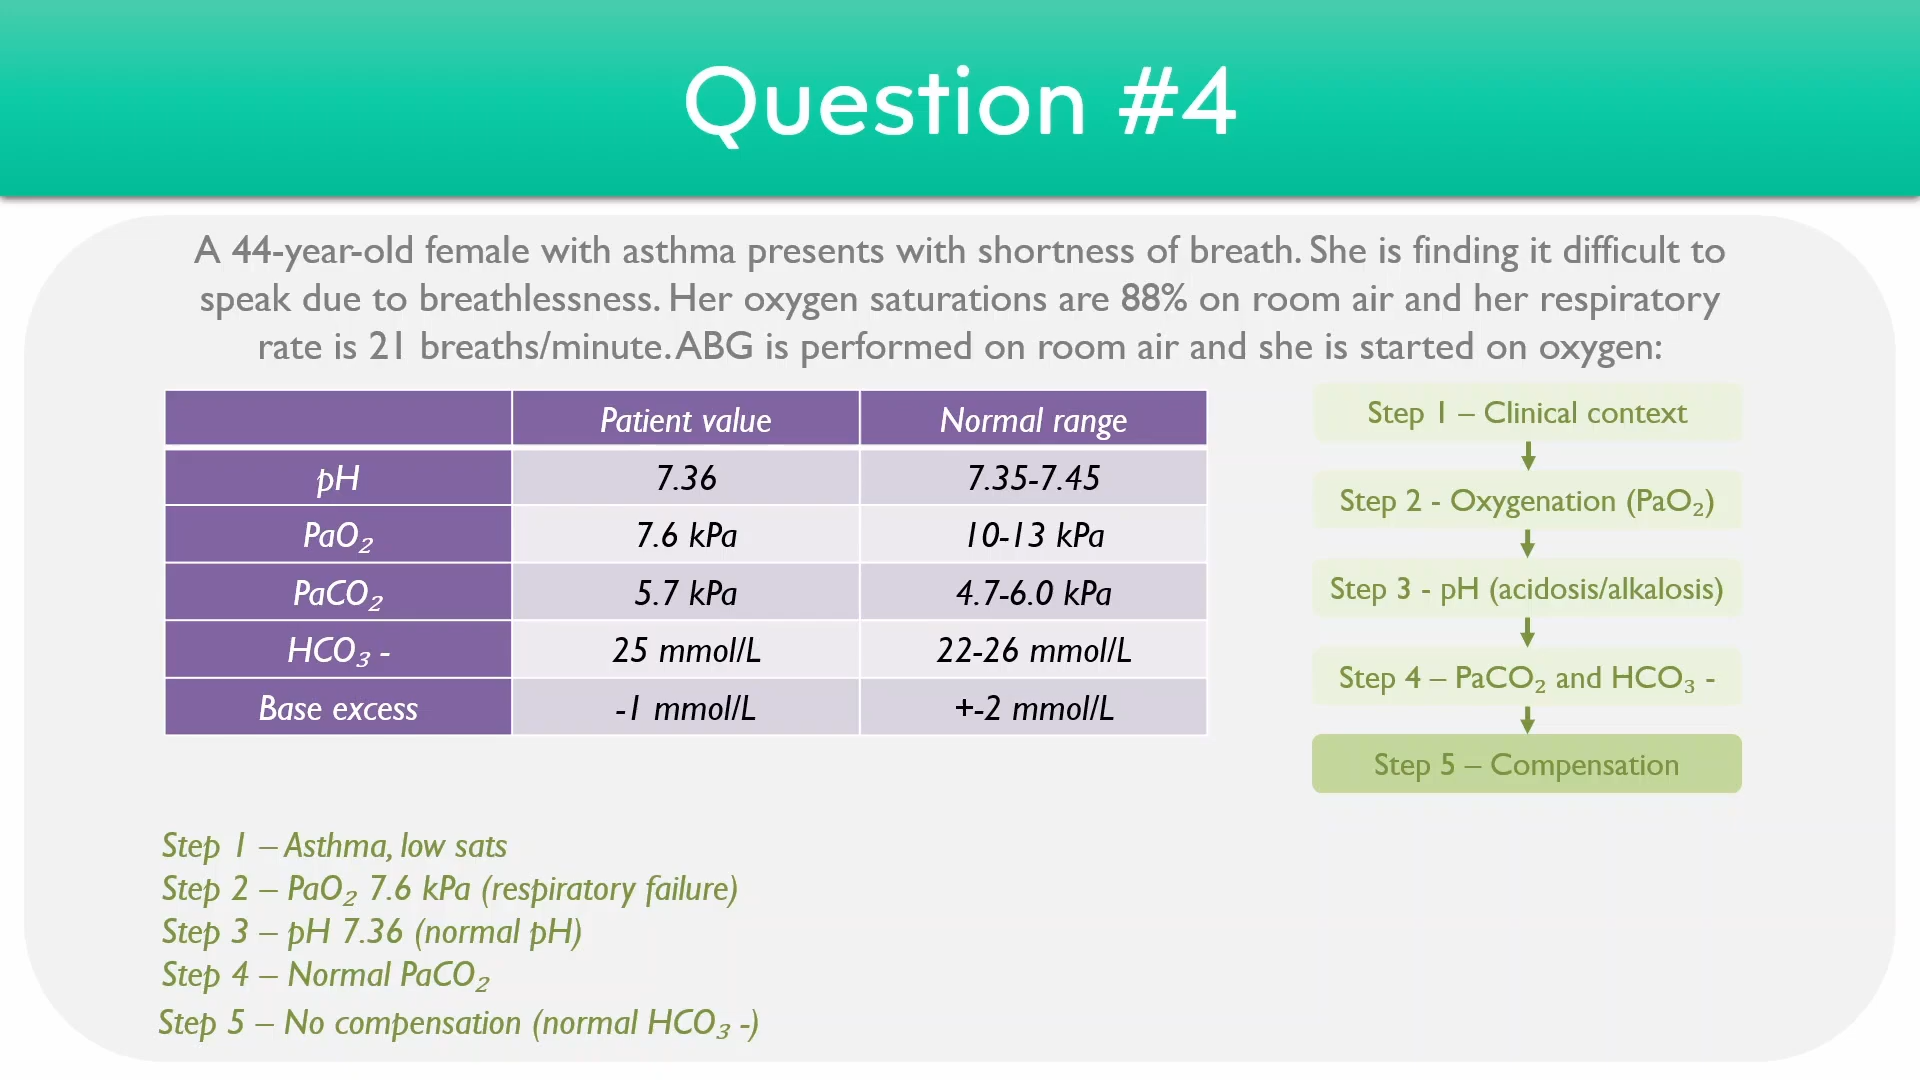 Question #4
A 44-year-old female with asthma presents with shortness of breath. She is finding it difficult to
speak due to breathlessness. Her oxygen saturations are 88% on room air and her respiratory
rate is 21 breaths/minute. ABG is performed on room air and she is started on oxygen:
Patient value Normal range
pH 7.36 7.35-7.45
PaO₂ 7.6 kPa 10-13 kPa
PaCO₂ 5.7 kPa 4.7-6.0 kPa
HCO₃ - 25 mmol/L 22-26 mmol/L
Base excess -1 mmol/L +-2 mmol/L
Step 1 – Clinical context
Step 2 - Oxygenation (PaO₂)
Step 3 - pH (acidosis/alkalosis)
Step 4 – PaCO₂ and HCO₃ -
Step 5 – Compensation
Step 1 – Asthma, low sats
Step 2 – PaO₂ 7.6 kPa (respiratory failure)
Step 3 – pH 7.36 (normal pH)
Step 4 – Normal PaCO₂
Step 5 – No compensation (normal HCO₃ -)